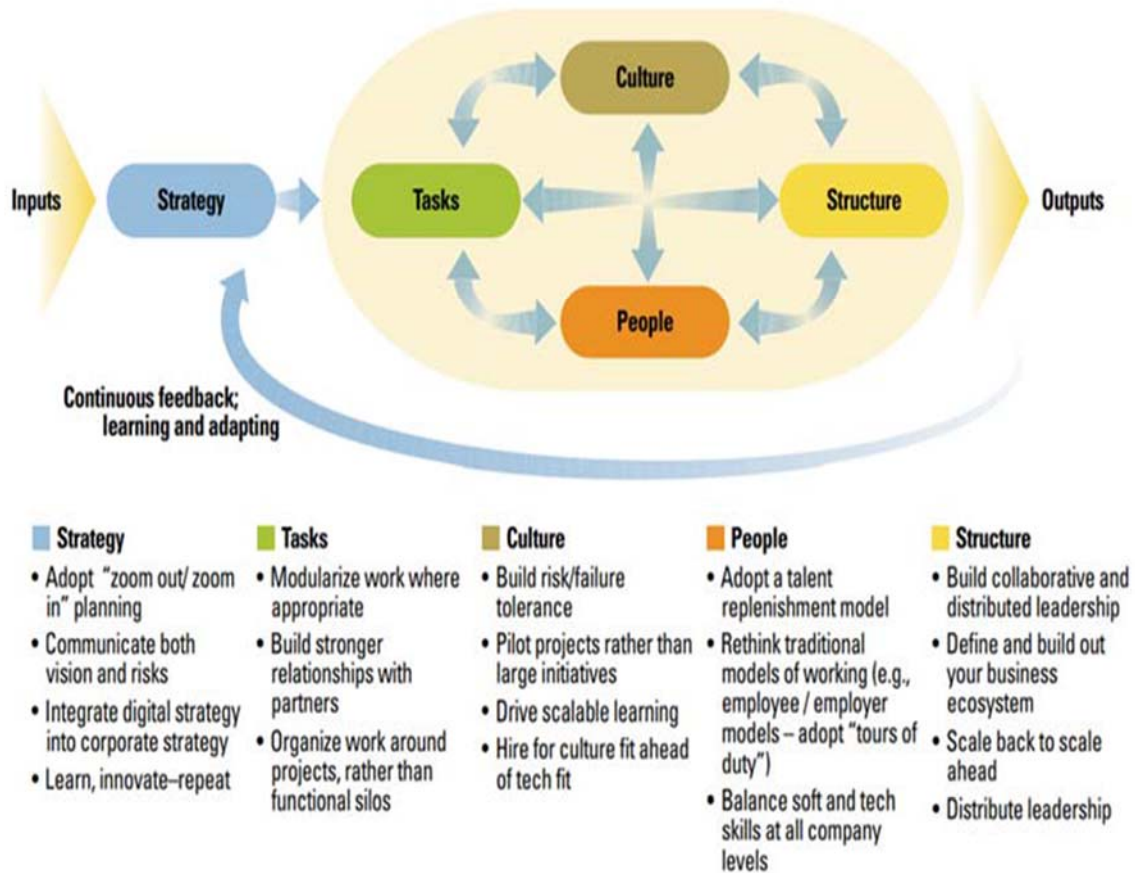 Culture
Inputs
Strategy
Tasks
Structure
Outputs
People
Continuous feedback;
learning and adapting
Strategy
• Adopt “zoom out/ zoom
in” planning
• Communicate both
vision and risks
• Integrate digital strategy
into corporate strategy
• Learn, innovate–repeat
Tasks
• Modularize work where
appropriate
• Build stronger
relationships with
partners
• Organize work around
projects, rather than
functional silos
Culture
• Build risk/failure
tolerance
• Pilot projects rather than
large initiatives
• Drive scalable learning
• Hire for culture fit ahead
of tech fit
People
• Adopt a talent
replenishment model
• Rethink traditional
models of working (e.g.,
employee / employer
models – adopt “tours of
duty”)
• Balance soft and tech
skills at all company
levels
Structure
• Build collaborative and
distributed leadership
• Define and build out
your business
ecosystem
• Scale back to scale
ahead
• Distribute leadership